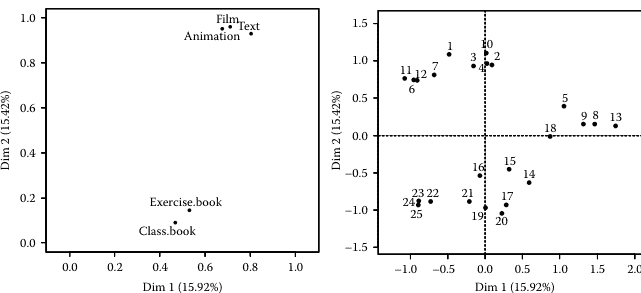 1.0
0.8
0.6
0.4
0.2
0.0
Dim 2 (15.42%)
Film
Text
Animation
Exercise.book
Class.book
0.0 0.2 0.4 0.6 0.8 1.0
Dim 1 (15.92%)
1.5
1.0
0.5
0.0
−0.5
−1.0
−1.5
Dim 2 (15.42%)
1 10
3 4 2
11 12 7
6
5
9 8 13
18
16 15 14
23 22 21 17
24 19 20
25
−1.0 −0.5 0.0 0.5 1.0 1.5 2.0
Dim 1 (15.92%)